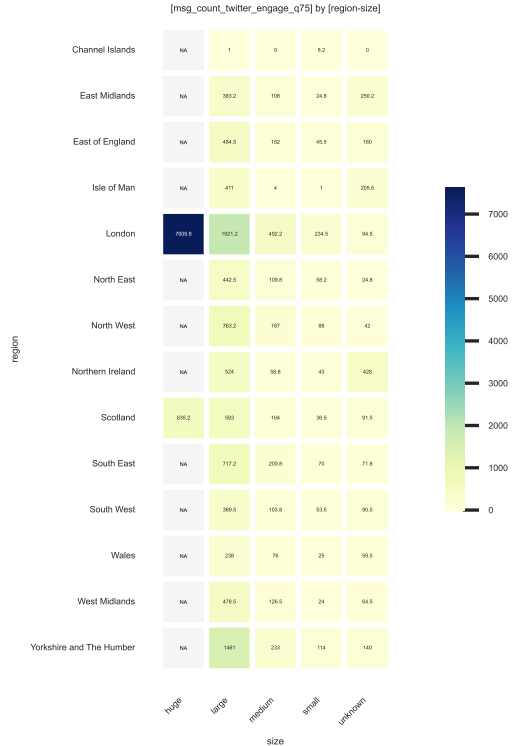 [msg_count_twitter_engage_q75] by [region-size]
Channel Islands NA 1 0 8.2 0
East Midlands NA 363.2 108 24.8 250.2
East of England NA 484.5 152 45.5 160
Isle of Man NA 411 4 1 205.5
London 7609.8 1921.2 492.2 234.5 94.5
North East NA 442.5 109.8 58.2 24.8
North West NA 763.2 187 88 42
Northern Ireland NA 524 58.8 43 428
Scotland 635.2 593 164 36.5 91.5
South East NA 717.2 200.8 70 71.8
South West NA 369.5 103.8 53.5 90.5
Wales NA 238 76 25 59.5
West Midlands NA 478.5 126.5 24 64.5
Yorkshire and The Humber NA 1461 233 114 140
huge large medium small unknown
size
region
7000
6000
5000
4000
3000
2000
1000
0